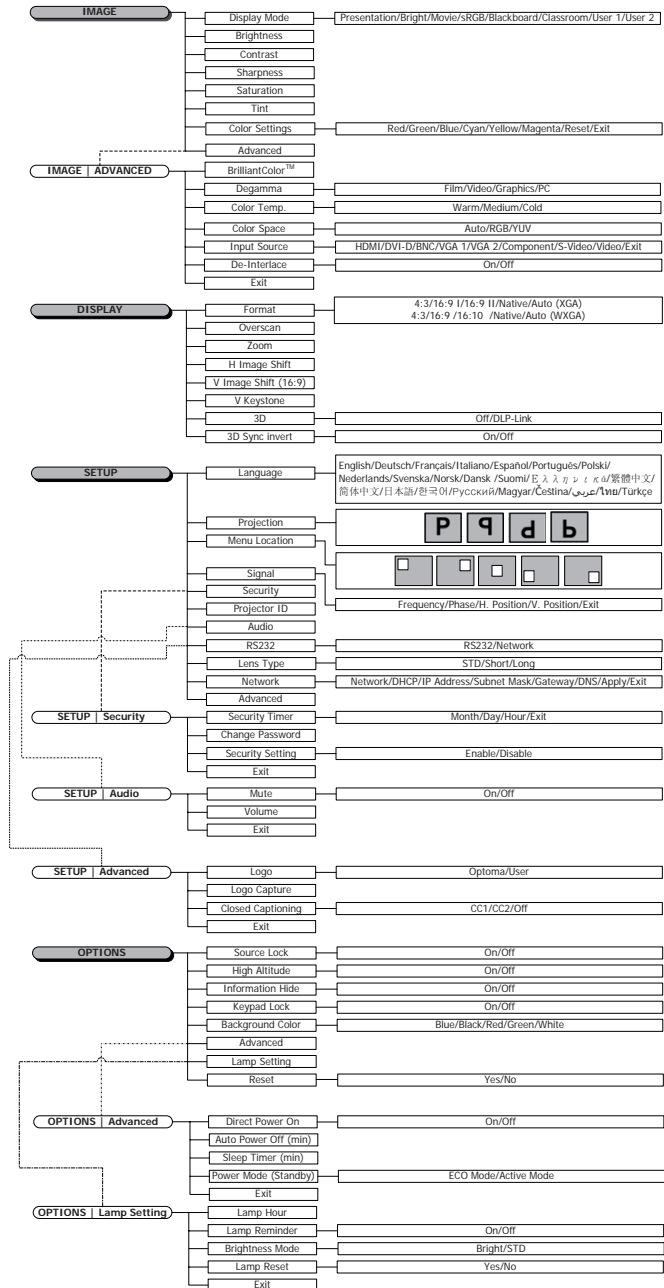 IMAGE
Display Mode
Presentation/Bright/Movie/sRGB/Blackboard/Classroom/User 1/User 2
Brightness
Contrast
Sharpness
Saturation
Tint
Color Settings
Red/Green/Blue/Cyan/Yellow/Magenta/Reset/Exit
Advanced
IMAGE | ADVANCED
BrilliantColor™
Degamma
Film/Video/Graphics/PC
Color Temp.
Warm/Medium/Cold
Color Space
Auto/RGB/YUV
Input Source
HDMI/DVI-D/BNC/VGA 1/VGA 2/Component/S-Video/Video/Exit
De-Interlace
On/Off
Exit
DISPLAY
Format
4:3/16:9 I/16:9 II/Native/Auto (XGA)
4:3/16:9 /16:10 /Native/Auto (WXGA)
Overscan
Zoom
H Image Shift
V Image Shift (16:9)
V Keystone
3D
Off/DLP-Link
3D Sync invert
On/Off
SETUP
Language
English/Deutsch/Français/Italiano/Español/Português/Polski/
Nederlands/Svenska/Norsk/Dansk /Suomi/Ελληνικά/繁體中文/
简体中文/日本語/한국어/Русский/Magyar/Čeština/عربي/ไทย/Türkçe
Projection
P P P P
Menu Location
Signal
Frequency/Phase/H. Position/V. Position/Exit
Security
Projector ID
Audio
RS232
RS232/Network
Lens Type
STD/Short/Long
Network
Network/DHCP/IP Address/Subnet Mask/Gateway/DNS/Apply/Exit
Advanced
SETUP | Security
Security Timer
Month/Day/Hour/Exit
Change Password
Security Setting
Enable/Disable
Exit
SETUP | Audio
Mute
On/Off
Volume
Exit
SETUP | Advanced
Logo
Optoma/User
Logo Capture
Closed Captioning
CC1/CC2/Off
Exit
OPTIONS
Source Lock
On/Off
High Altitude
On/Off
Information Hide
On/Off
Keypad Lock
On/Off
Background Color
Blue/Black/Red/Green/White
Advanced
Lamp Setting
Reset
Yes/No
OPTIONS | Advanced
Direct Power On
On/Off
Auto Power Off (min)
Sleep Timer (min)
Power Mode (Standby)
ECO Mode/Active Mode
Exit
OPTIONS | Lamp Setting
Lamp Hour
Lamp Reminder
On/Off
Brightness Mode
Bright/STD
Lamp Reset
Yes/No
Exit